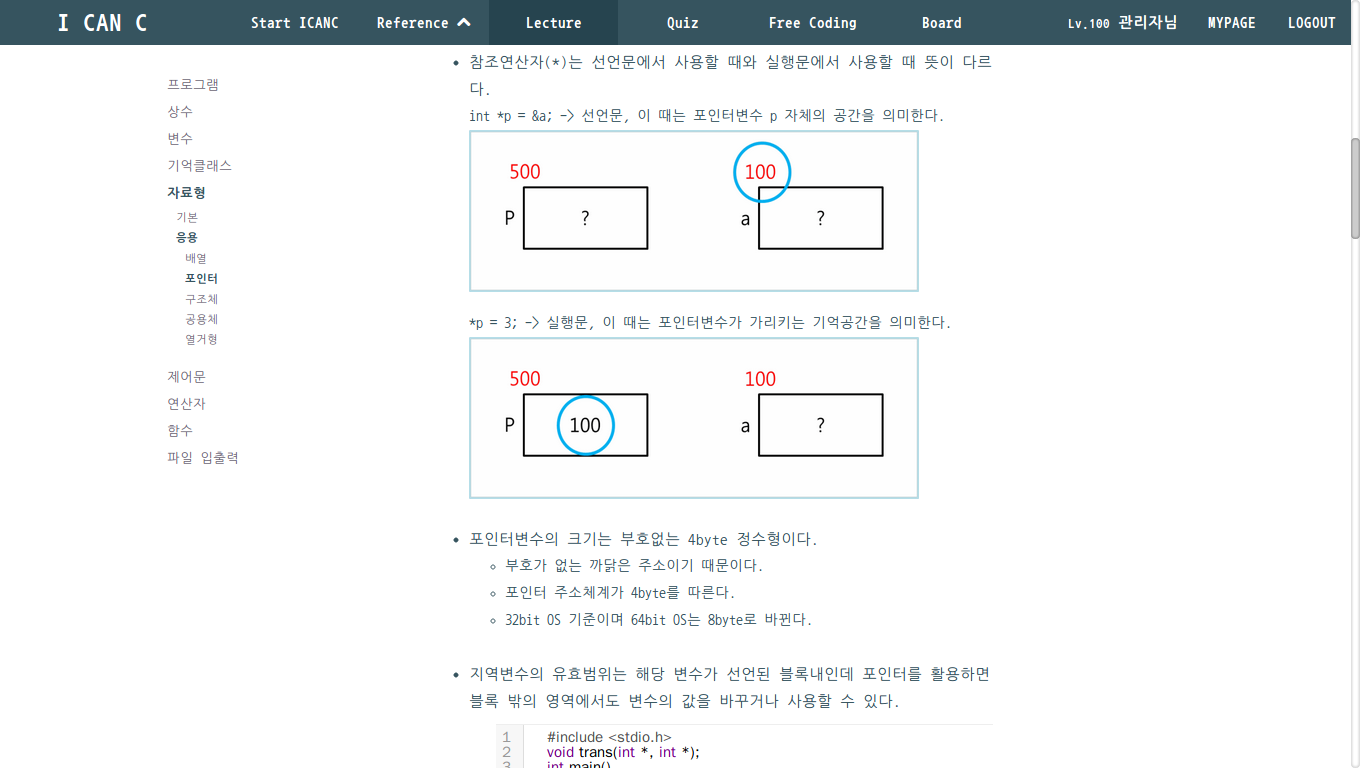 I CAN C
Start ICANC
Reference
Lecture
Quiz
Free Coding
Board
Lv.100 관리자님
MYPAGE
LOGOUT
프로그램
상수
변수
기억클래스
자료형
기본
응용
배열
포인터
구조체
공용체
열거형
제어문
연산자
함수
파일 입출력
참조연산자(*)는 선언문에서 사용할 때와 실행문에서 사용할 때 뜻이 다르
다.
int *p = &a; -> 선언문, 이 때는 포인터변수 p 자체의 공간을 의미한다.
500
100
P
?
a
?
*p = 3; -> 실행문, 이 때는 포인터변수가 가리키는 기억공간을 의미한다.
500
100
P
100
a
?
포인터변수의 크기는 부호없는 4byte 정수형이다.
부호가 없는 까닭은 주소이기 때문이다.
포인터 주소체계가 4byte를 따른다.
32bit OS 기준이며 64bit OS는 8byte로 바뀐다.
지역변수의 유효범위는 해당 변수가 선언된 블록내인데 포인터를 활용하면
블록 밖의 영역에서도 변수의 값을 바꾸거나 사용할 수 있다.
1 #include <stdio.h>
2 void trans(int *, int *);
3 int main()